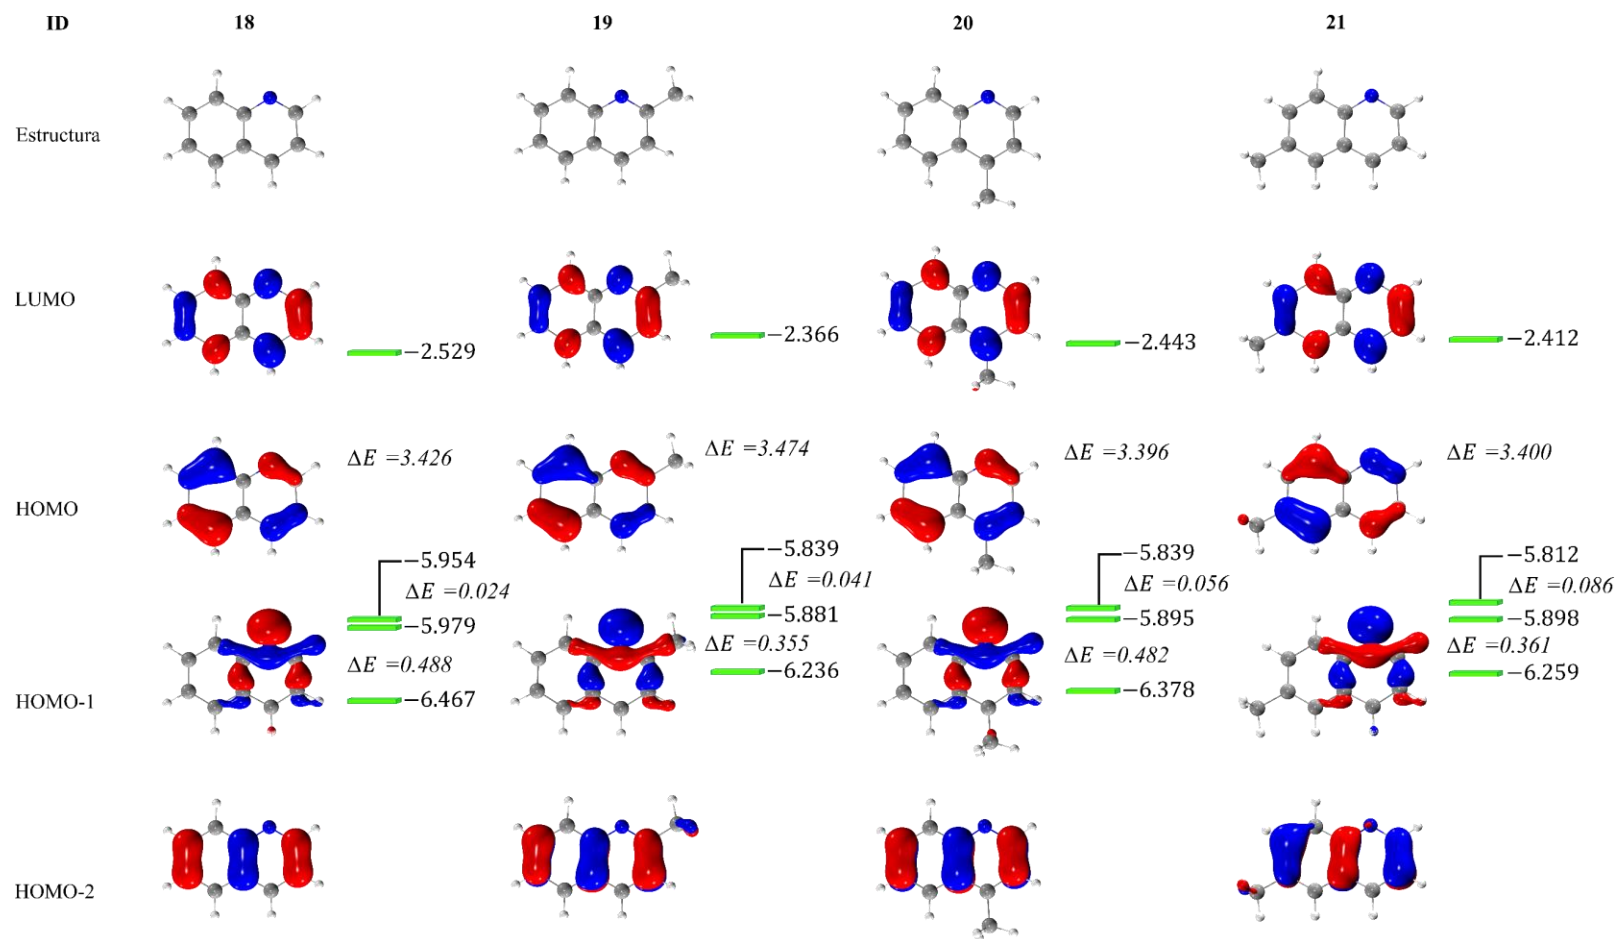 ID 18 19 20 21
Estructura
LUMO
−2.529 −2.366 −2.443 −2.412
HOMO
ΔE =3.426 ΔE =3.474 ΔE =3.396 ΔE =3.400
−5.954 −5.839 −5.839 −5.812
ΔE =0.024 ΔE =0.041 ΔE =0.056 ΔE =0.086
−5.979 −5.881 −5.895 −5.898
ΔE =0.488 ΔE =0.355 ΔE =0.482 ΔE =0.361
HOMO-1
−6.467 −6.236 −6.378 −6.259
HOMO-2